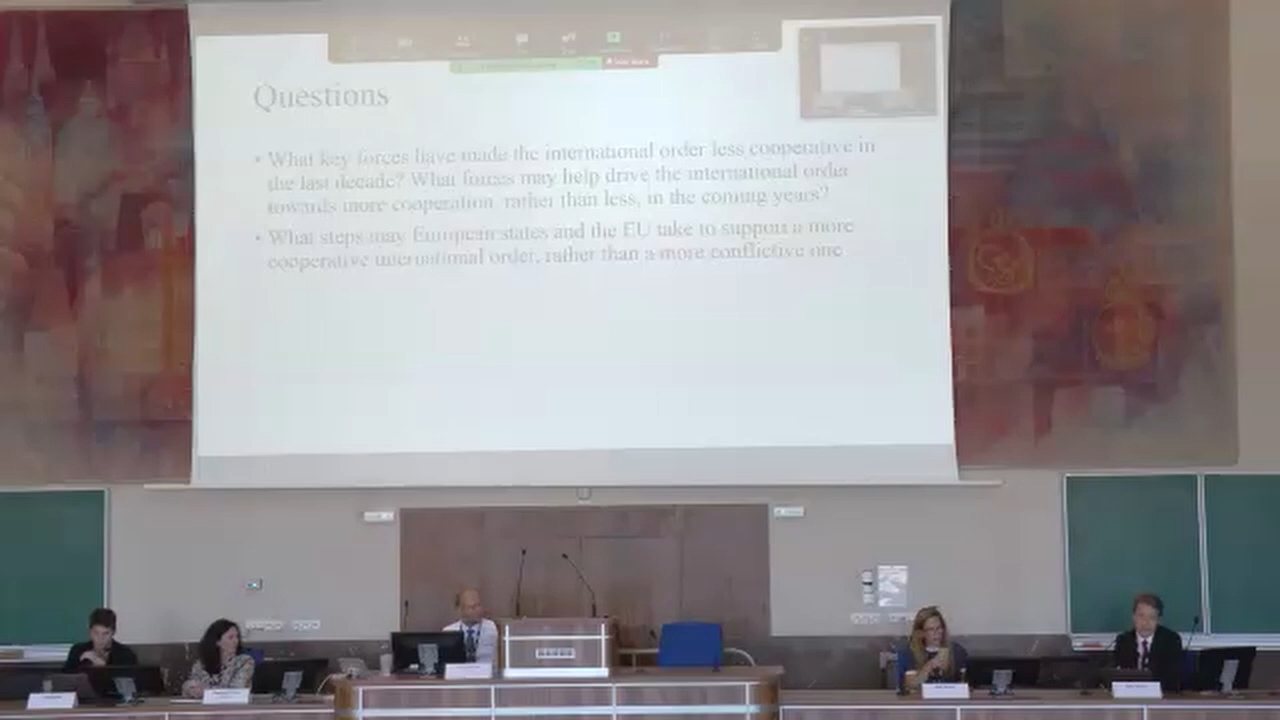 Questions
• What key forces have made the international order less cooperative in
the last decade? What forces may help drive the international order
towards more cooperation, rather than less, in the coming years?
• What steps may European states and the EU take to support a more
cooperative international order, rather than a more conflictive one